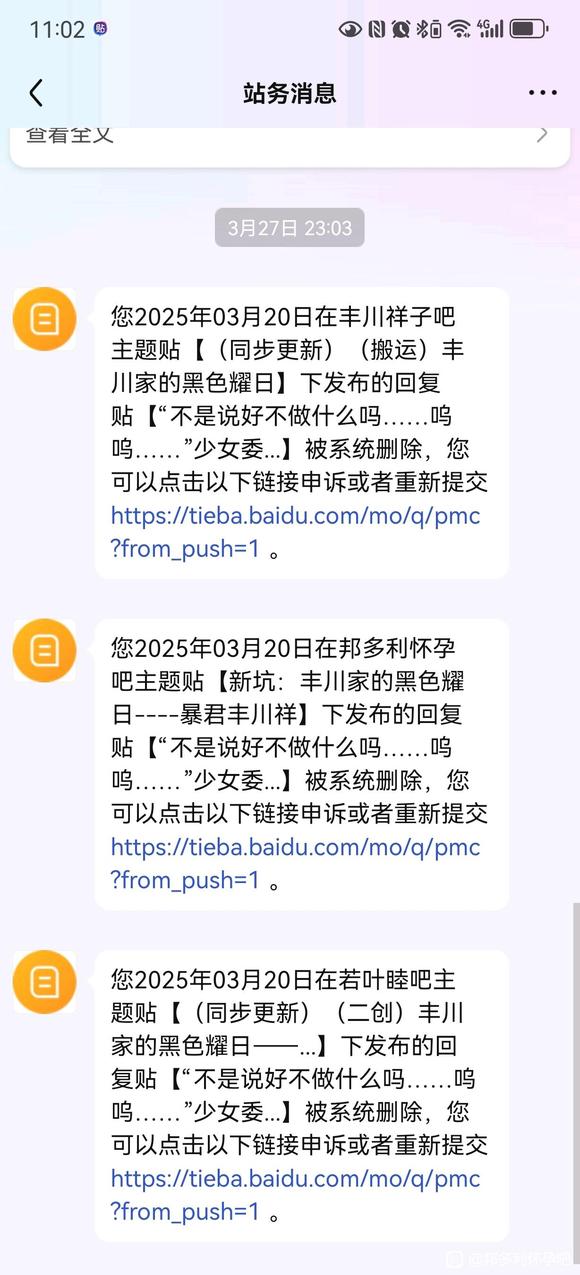 11:02
4G
站务消息
查看全文
3月27日 23:03
您2025年03月20日在丰川祥子吧
主题贴【（同步更新）（搬运）丰
川家的黑色耀日】下发布的回复
贴【“不是说好不做什么吗……呜
呜……”少女委...】被系统删除，您
可以点击以下链接申诉或者重新提交
https://tieba.baidu.com/mo/q/pmc
?from_push=1 。
您2025年03月20日在邦多利怀孕
吧主题贴【新坑：丰川家的黑色耀
日----暴君丰川祥】下发布的回复
贴【“不是说好不做什么吗……呜
呜……”少女委...】被系统删除，您
可以点击以下链接申诉或者重新提交
https://tieba.baidu.com/mo/q/pmc
?from_push=1 。
您2025年03月20日在若叶睦吧主
题贴【（同步更新）（二创）丰川
家的黑色耀日——...】下发布的回
复贴【“不是说好不做什么吗……呜
呜……”少女委...】被系统删除，您
可以点击以下链接申诉或者重新提交
https://tieba.baidu.com/mo/q/pmc
?from_push=1 。
@邦多利怀孕吧